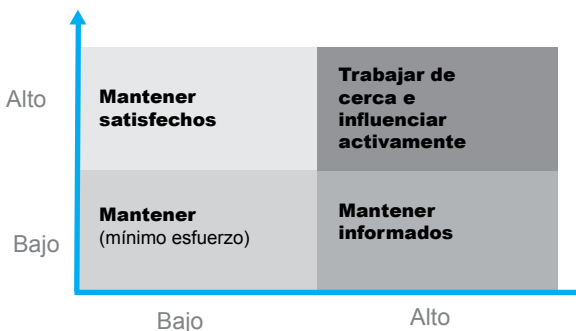 Alto
Mantener
satisfechos
Trabajar de
cerca e
influenciar
activamente
Bajo
Mantener
(mínimo esfuerzo)
Mantener
informados
Bajo
Alto